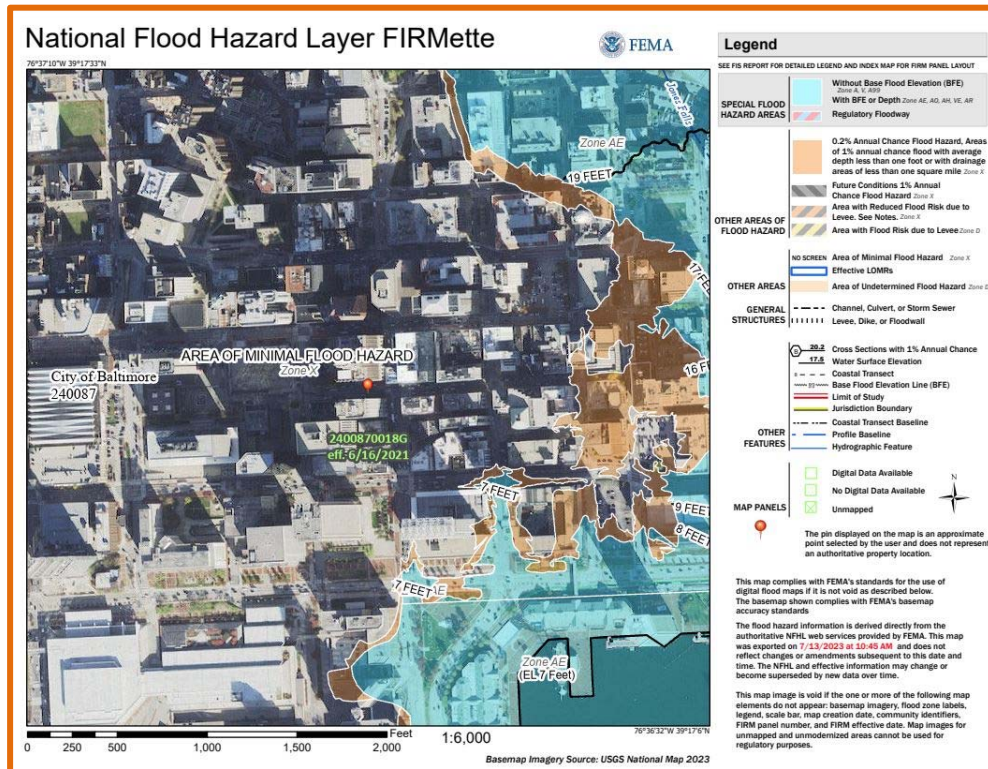 National Flood Hazard Layer FIRMette
FEMA
76°37'10"W 39°17'33"N
Jones Falls
Zone AE
19 FEET
17 FE
16 F
AREA OF MINIMAL FLOOD HAZARD
Zone X
City of Baltimore
240087
2400870018G
eff. 6/16/2021
7 FEET
9 FEET
8 FEET
7 FEET
AE
Zone AE
(EL 7 Feet)
0 250 500 1,000 1,500 2,000 Feet
1:6,000
76°36'32"W 39°17'6"N
Basemap Imagery Source: USGS National Map 2023
Legend
SEE FIS REPORT FOR DETAILED LEGEND AND INDEX MAP FOR FIRM PANEL LAYOUT
SPECIAL FLOOD
HAZARD AREAS
Without Base Flood Elevation (BFE)
Zone A, V, A99
With BFE or Depth Zone AE, AO, AH, VE, AR
Regulatory Floodway
OTHER AREAS OF
FLOOD HAZARD
0.2% Annual Chance Flood Hazard, Areas
of 1% annual chance flood with average
depth less than one foot or with drainage
areas of less than one square mile Zone X
Future Conditions 1% Annual
Chance Flood Hazard Zone X
Area with Reduced Flood Risk due to
Levee. See Notes. Zone X
Area with Flood Risk due to Levee Zone D
OTHER AREAS
NO SCREEN Area of Minimal Flood Hazard Zone X
Effective LOMRs
Area of Undetermined Flood Hazard Zone D
GENERAL
STRUCTURES
Channel, Culvert, or Storm Sewer
Levee, Dike, or Floodwall
OTHER
FEATURES
B 20.2 Cross Sections with 1% Annual Chance
17.5 Water Surface Elevation
Coastal Transect
Base Flood Elevation Line (BFE)
Limit of Study
Jurisdiction Boundary
Coastal Transect Baseline
Profile Baseline
Hydrographic Feature
MAP PANELS
Digital Data Available
No Digital Data Available
Unmapped
N
The pin displayed on the map is an approximate
point selected by the user and does not represent
an authoritative property location.
This map complies with FEMA's standards for the use of
digital flood maps if it is not void as described below.
The basemap shown complies with FEMA's basemap
accuracy standards
The flood hazard information is derived directly from the
authoritative NFHL web services provided by FEMA. This map
was exported on 7/13/2023 at 10:45 AM and does not
reflect changes or amendments subsequent to this date and
time. The NFHL and effective information may change or
become superseded by new data over time.
This map image is void if the one or more of the following map
elements do not appear: basemap imagery, flood zone labels,
legend, scale bar, map creation date, community identifiers,
FIRM panel number, and FIRM effective date. Map images for
unmapped and unmodernized areas cannot be used for
regulatory purposes.